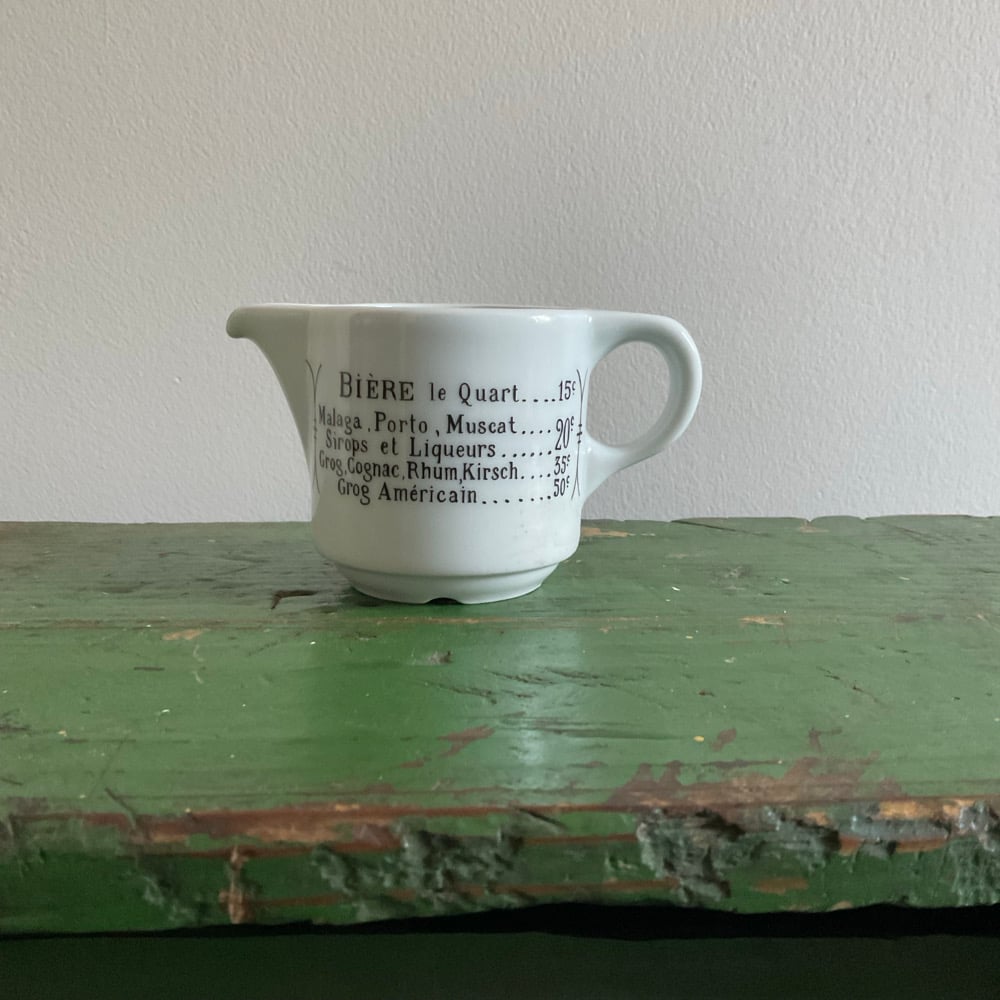 BIÈRE le Quart....15c
Malaga, Porto, Muscat....20c
Sirops et Liqueurs......
Grog, Cognac, Rhum, Kirsch....35c
Grog Américain.......50c